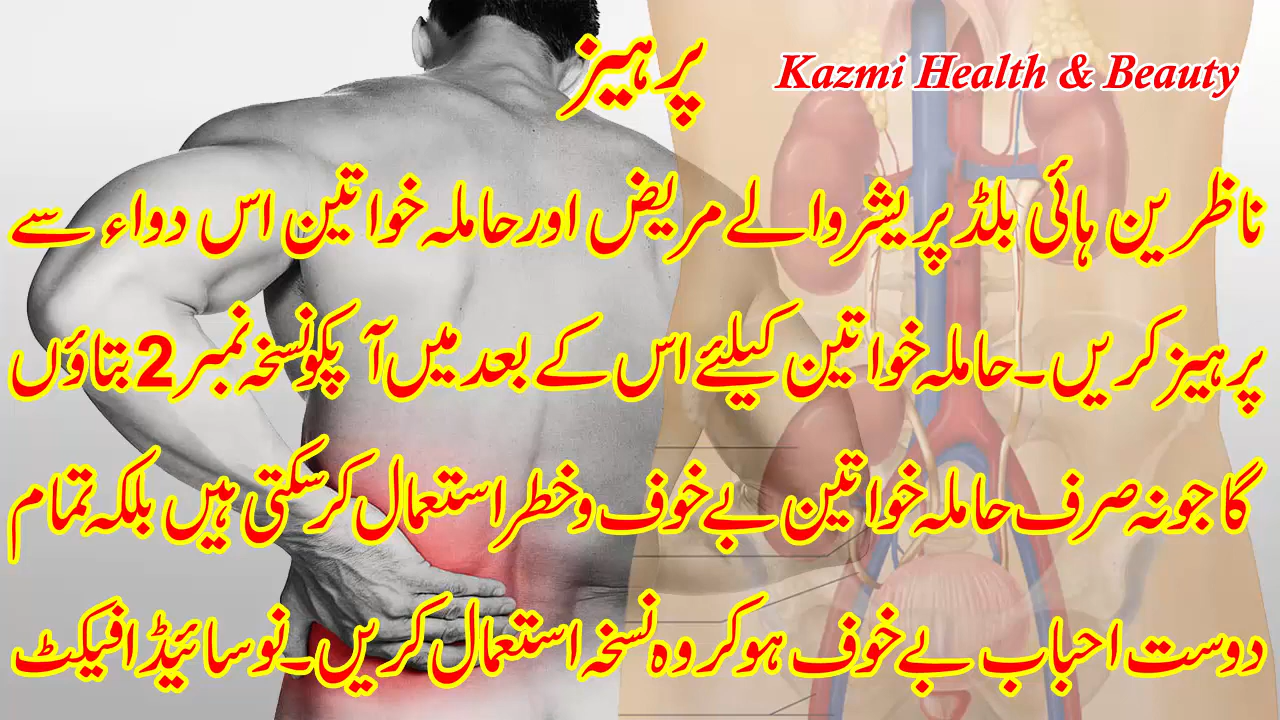 پرہیز
Kazmi Health & Beauty
ناظرین ہائی بلڈ پریشر والے مریض اور حاملہ خواتین اس دواء سے
پرہیز کریں۔ حاملہ خواتین کیلئے اس کے بعد میں آ پکو نسخہ نمبر 2 بتاؤں
گا جو نہ صرف حاملہ خواتین بے خوف و خطر استعمال کر سکتی ہیں بلکہ تمام
دوست احباب بے خوف ہو کر وہ نسخہ استعمال کریں۔ نو سائیڈ افیکٹ